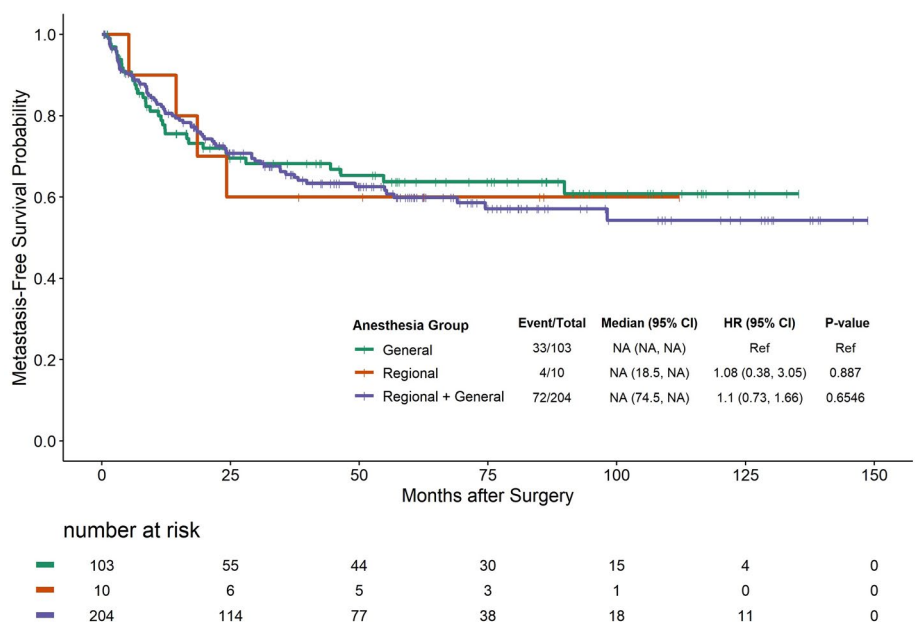 1.0
0.8
0.6
0.4
0.2
0.0
Metastasis-Free Survival Probability
Anesthesia Group Event/Total Median (95% CI) HR (95% CI) P-value
General 33/103 NA (NA, NA) Ref Ref
Regional 4/10 NA (18.5, NA) 1.08 (0.38, 3.05) 0.887
Regional + General 72/204 NA (74.5, NA) 1.1 (0.73, 1.66) 0.6546
0 25 50 75 100 125 150
Months after Surgery
number at risk
103 55 44 30 15 4 0
10 6 5 3 1 0 0
204 114 77 38 18 11 0